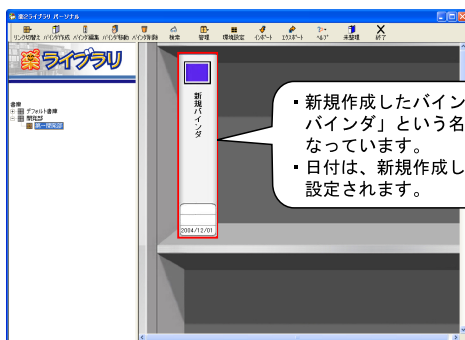 楽2ライブラリ パーソナル
リンク切替え バインダ作成 バインダ編集 バインダ移動 バインダ削除 検索 管理 環境設定 インポート エクスポート ヘルプ 未整理 終了
楽 ライブラリ
書庫
デフォルト書庫
開発部
第一開発部
新規バインダ
2004/12/01
▪ 新規作成したバイン
バインダ」という名
なっています。
▪ 日付は、新規作成し
設定されます。